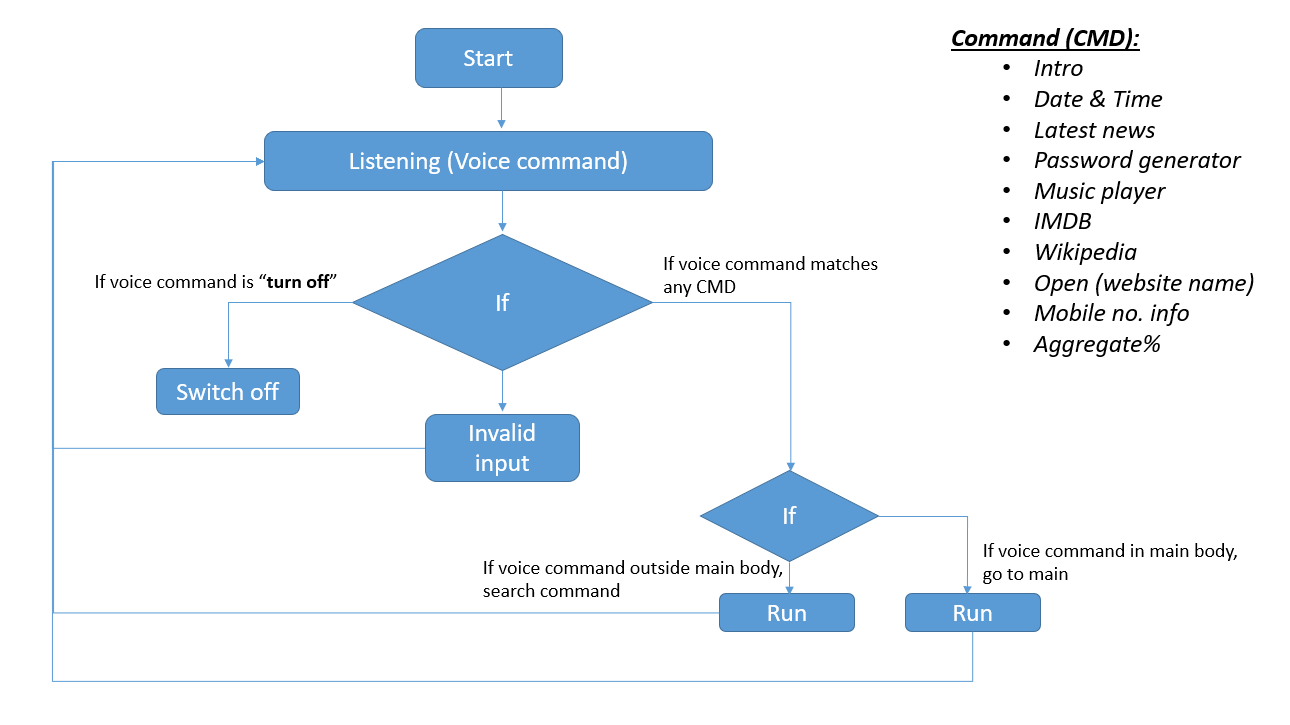 Start
Listening (Voice command)
If voice command is “turn off”
If
If voice command matches
any CMD
Switch off
Invalid
input
If
If voice command outside main body,
search command
If voice command in main body,
go to main
Run
Run
Command (CMD):
• Intro
• Date & Time
• Latest news
• Password generator
• Music player
• IMDB
• Wikipedia
• Open (website name)
• Mobile no. info
• Aggregate%